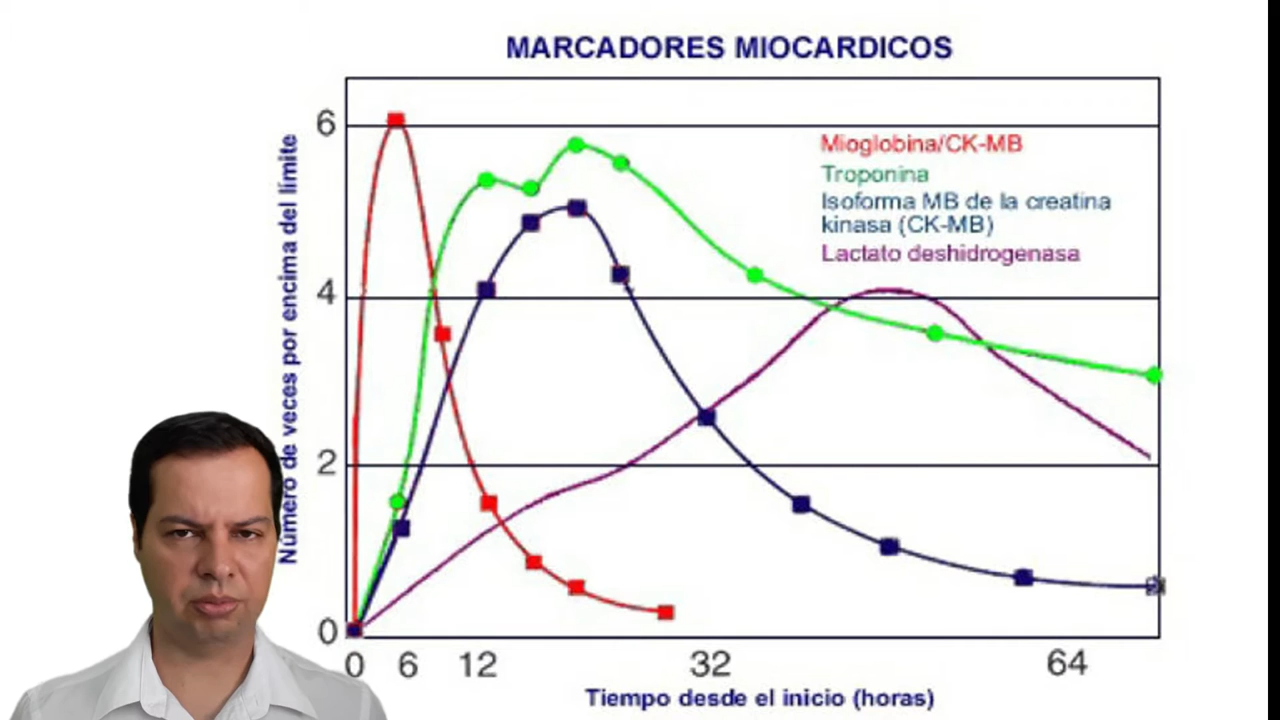 MARCADORES MIOCARDICOS
6
4
2
0
Número de veces por encima del límite
Mioglobina/CK-MB
Troponina
Isoforma MB de la creatina
kinasa (CK-MB)
Lactato deshidrogenasa
0 6 12 32 64
Tiempo desde el inicio (horas)